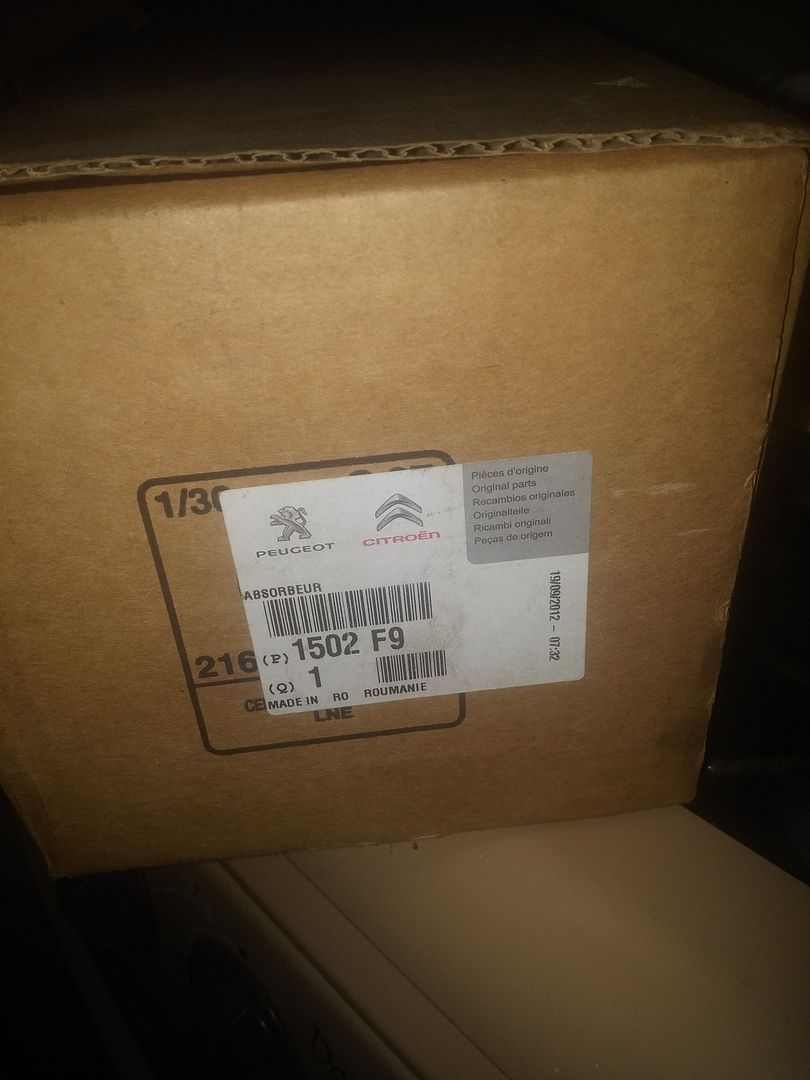 1/30
PEUGEOT
CITROËN
Pièces d'origine
Original parts
Recambios originales
Originalteile
Ricambi originali
Peças de origem
ABSORBEUR
19/09/2012 - 07:32
216
(P) 1502 F9
(Q) 1
MADE IN RO ROUMANIE
CE
LNE